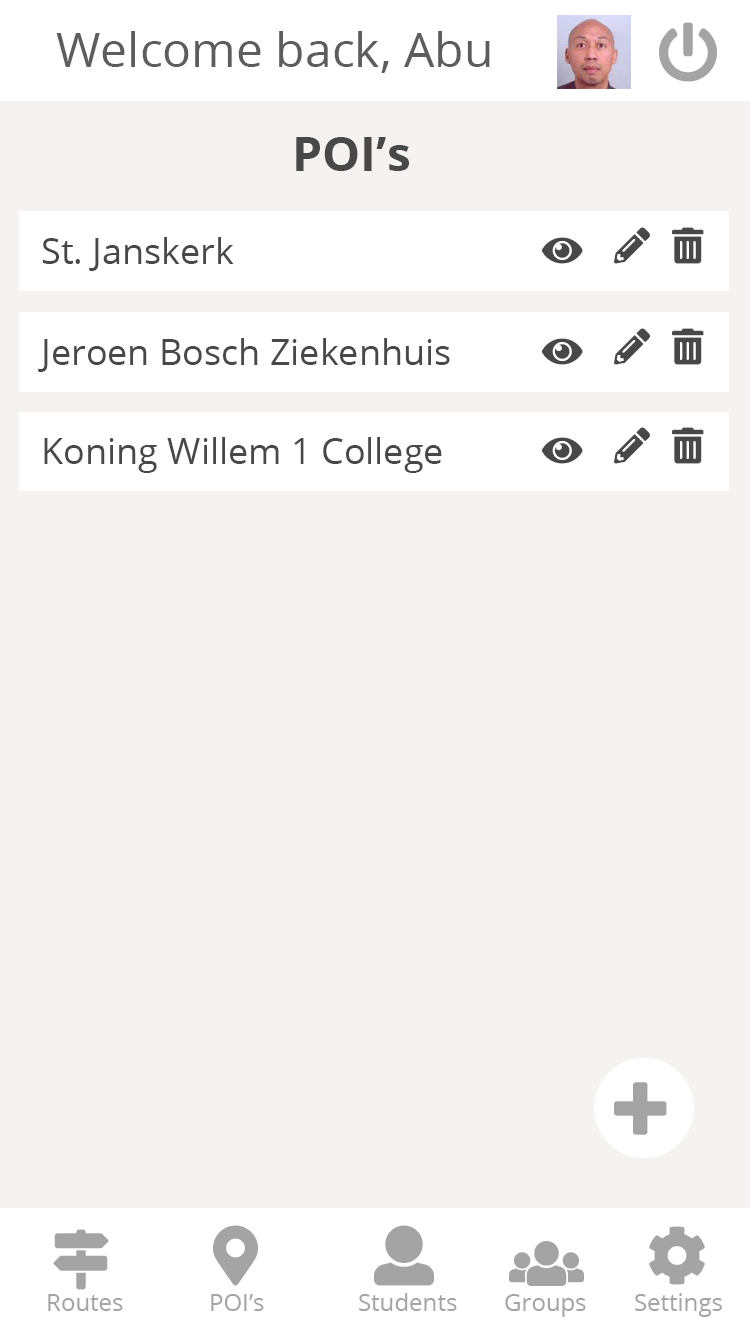 Welcome back, Abu
POI’s
St. Janskerk
Jeroen Bosch Ziekenhuis
Koning Willem 1 College
Routes POI’s Students Groups Settings